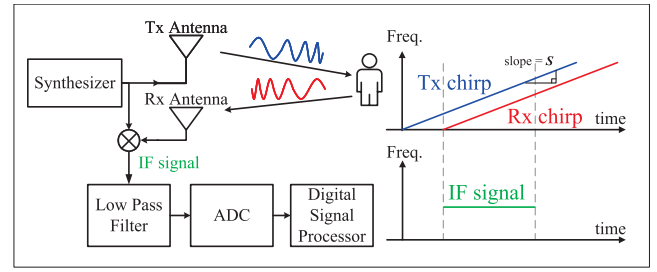 Tx Antenna
Synthesizer
Rx Antenna
IF signal
Low Pass
Filter
ADC
Digital
Signal
Processor
Freq.
slope = S
Tx chirp
Rx chirp
time
Freq.
IF signal
time